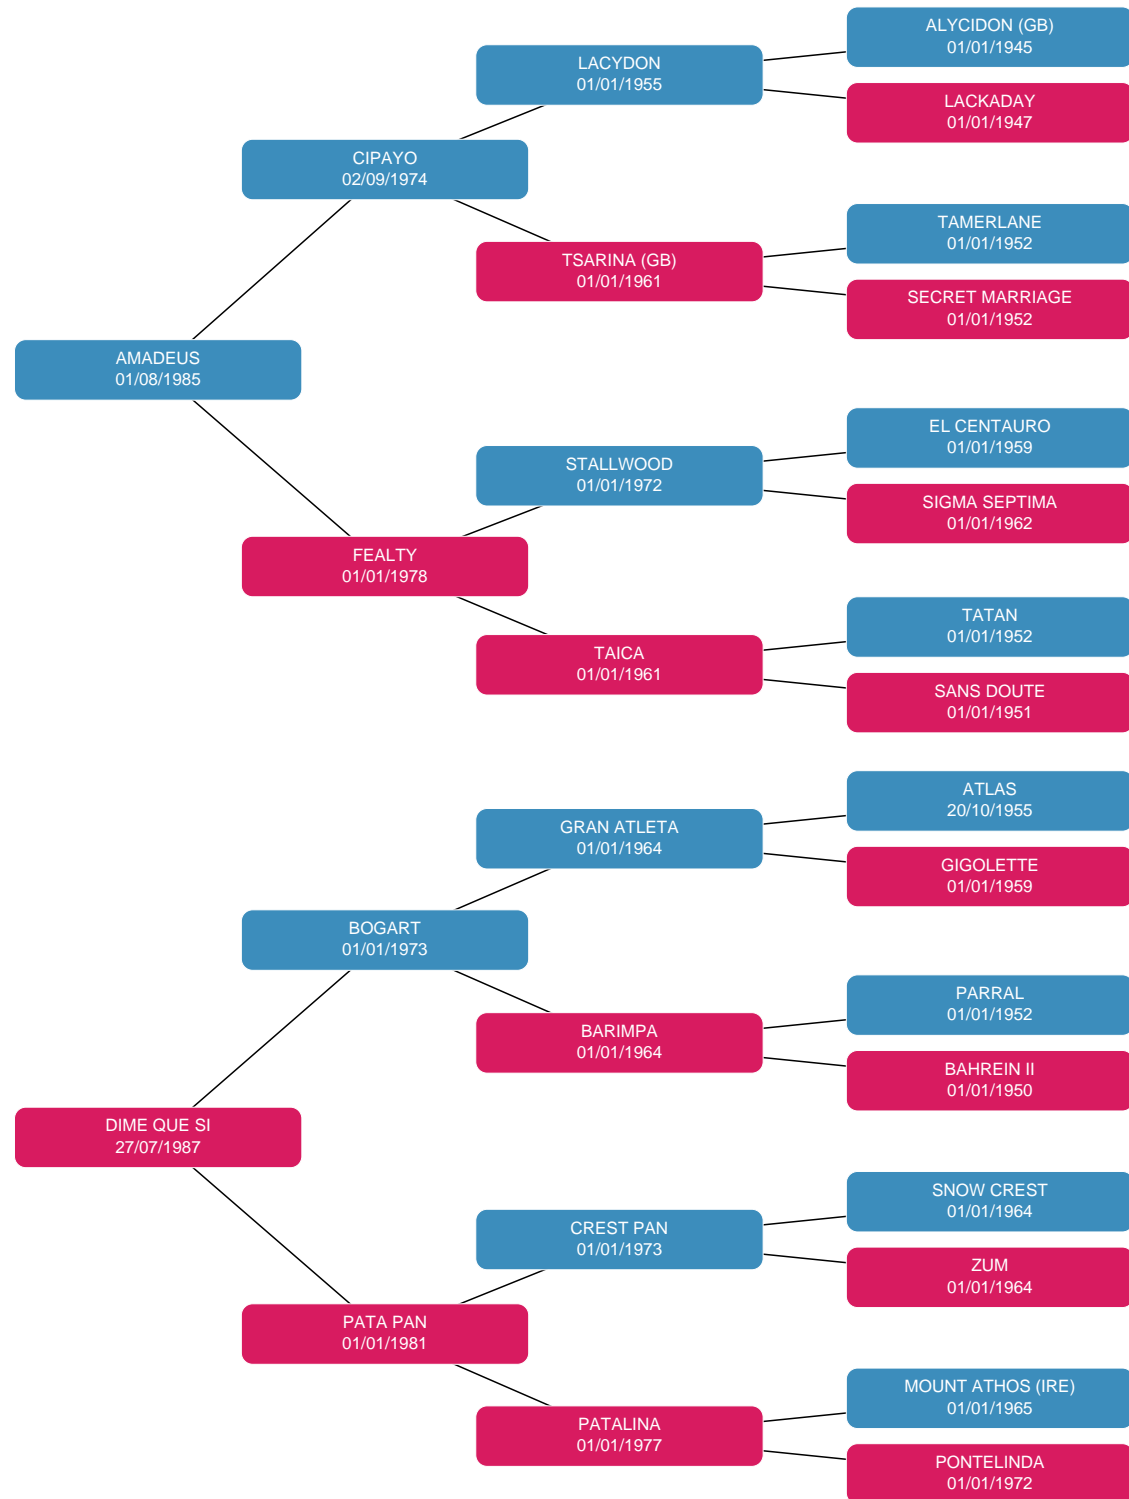 ALYCIDON (GB)
01/01/1945
LACYDON
01/01/1955
LACKADAY
01/01/1947
CIPAYO
02/09/1974
TAMERLANE
01/01/1952
TSARINA (GB)
01/01/1961
SECRET MARRIAGE
01/01/1952
AMADEUS
01/08/1985
EL CENTAURO
01/01/1959
STALLWOOD
01/01/1972
SIGMA SEPTIMA
01/01/1962
FEALTY
01/01/1978
TATAN
01/01/1952
TAICA
01/01/1961
SANS DOUTE
01/01/1951
ATLAS
20/10/1955
GRAN ATLETA
01/01/1964
GIGOLETTE
01/01/1959
BOGART
01/01/1973
PARRAL
01/01/1952
BARIMPA
01/01/1964
BAHREIN II
01/01/1950
DIME QUE SI
27/07/1987
SNOW CREST
01/01/1964
CREST PAN
01/01/1973
ZUM
01/01/1964
PATA PAN
01/01/1981
MOUNT ATHOS (IRE)
01/01/1965
PATALINA
01/01/1977
PONTELINDA
01/01/1972